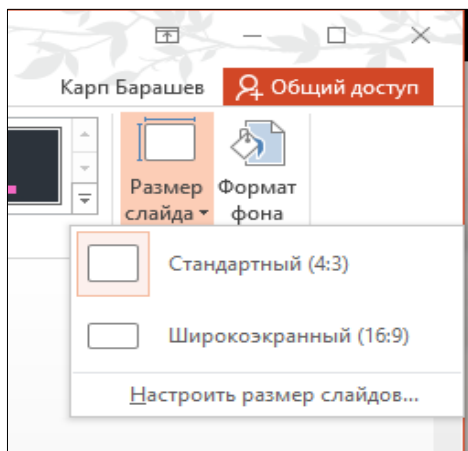 Карп Барашев Общий доступ
Размер Формат
слайда фона
Стандартный (4:3)
Широкоэкранный (16:9)
Настроить размер слайдов...